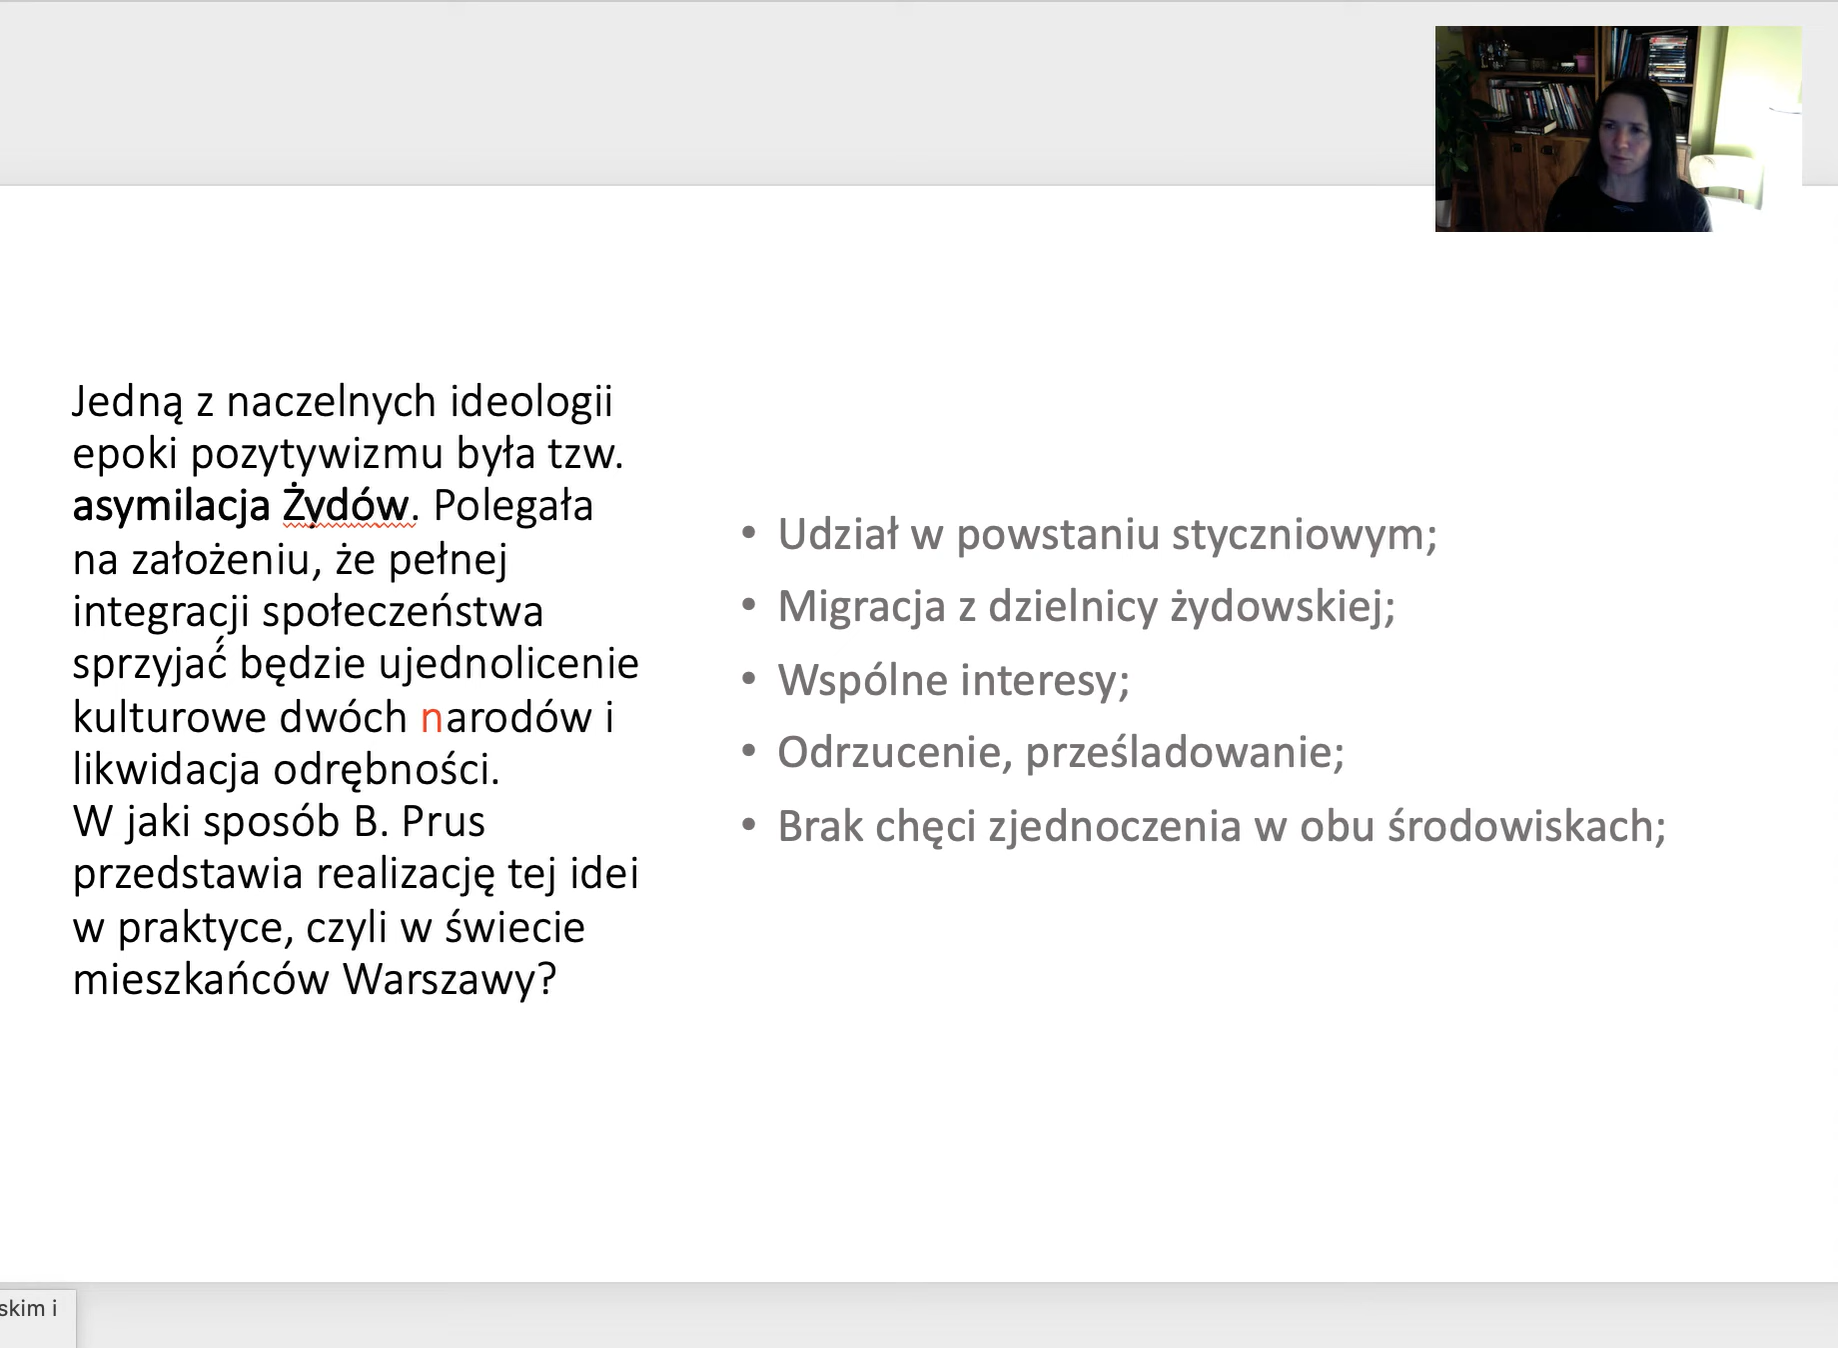 Jedną z naczelnych ideologii
epoki pozytywizmu była tzw.
asymilacja Żydów. Polegała
na założeniu, że pełnej
integracji społeczeństwa
sprzyjać będzie ujednolicenie
kulturowe dwóch narodów i
likwidacja odrębności.
W jaki sposób B. Prus
przedstawia realizację tej idei
w praktyce, czyli w świecie
mieszkańców Warszawy?
• Udział w powstaniu styczniowym;
• Migracja z dzielnicy żydowskiej;
• Wspólne interesy;
• Odrzucenie, prześladowanie;
• Brak chęci zjednoczenia w obu środowiskach;
skim i